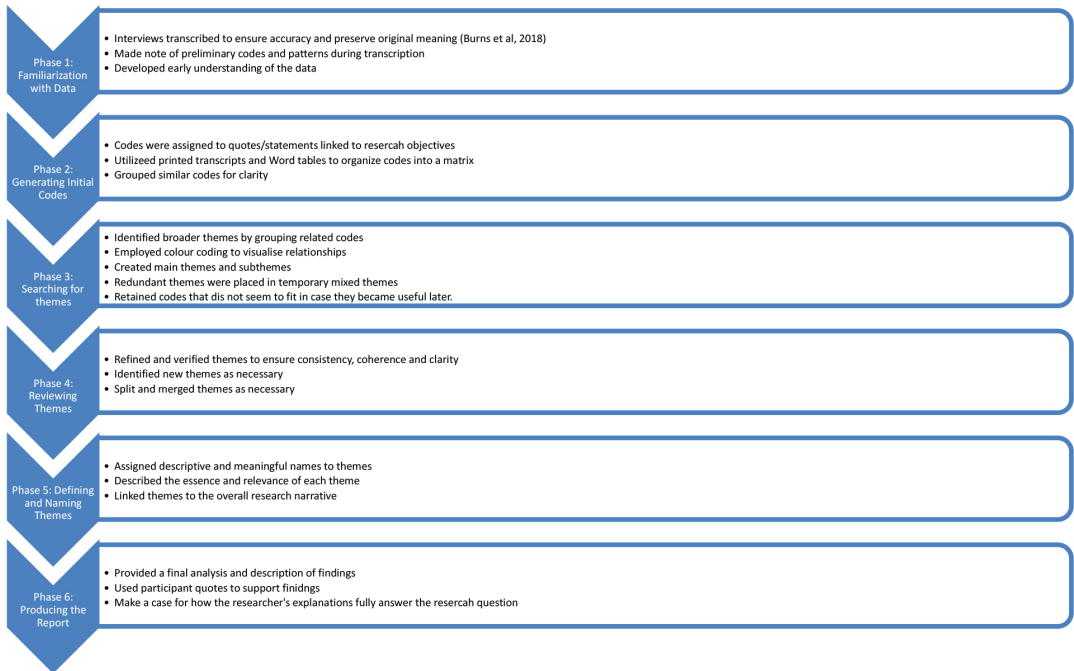 Phase 1:
Familiarization
with Data
• Interviews transcribed to ensure accuracy and preserve original meaning (Burns et al, 2018)
• Made note of preliminary codes and patterns during transcription
• Developed early understanding of the data
Phase 2:
Generating Initial
Codes
• Codes were assigned to quotes/statements linked to resercah objectives
• Utilizeed printed transcripts and Word tables to organize codes into a matrix
• Grouped similar codes for clarity
Phase 3:
Searching for
themes
• Identified broader themes by grouping related codes
• Employed colour coding to visualise relationships
• Created main themes and subthemes
• Redundant themes were placed in temporary mixed themes
• Retained codes that dis not seem to fit in case they became useful later.
Phase 4:
Reviewing
Themes
• Refined and verified themes to ensure consistency, coherence and clarity
• Identified new themes as necessary
• Split and merged themes as necessary
Phase 5: Defining
and Naming
Themes
• Assigned descriptive and meaningful names to themes
• Described the essence and relevance of each theme
• Linked themes to the overall research narrative
Phase 6:
Producing the
Report
• Provided a final analysis and description of findings
• Used participant quotes to support finidngs
• Make a case for how the researcher's explanations fully answer the resercah question